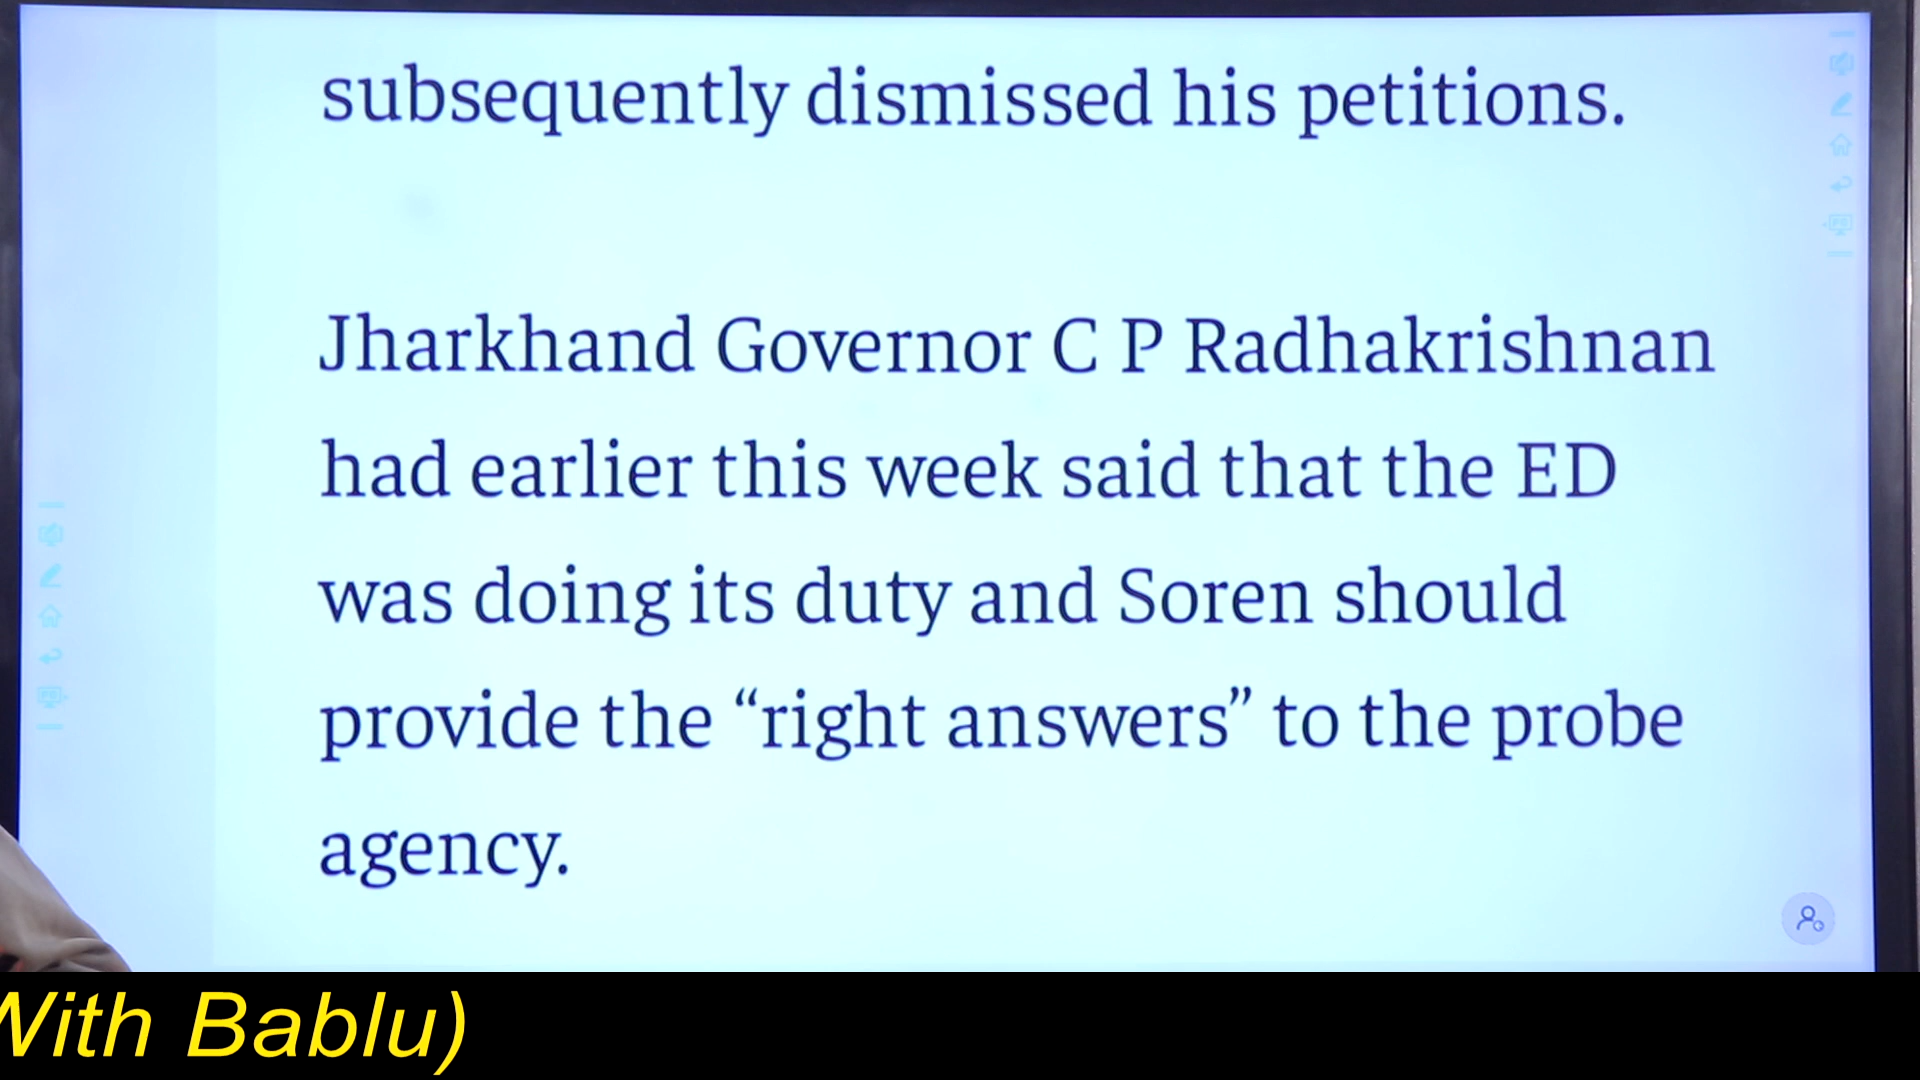 subsequently dismissed his petitions.
Jharkhand Governor C P Radhakrishnan
had earlier this week said that the ED
was doing its duty and Soren should
provide the “right answers” to the probe
agency.
With Bablu)